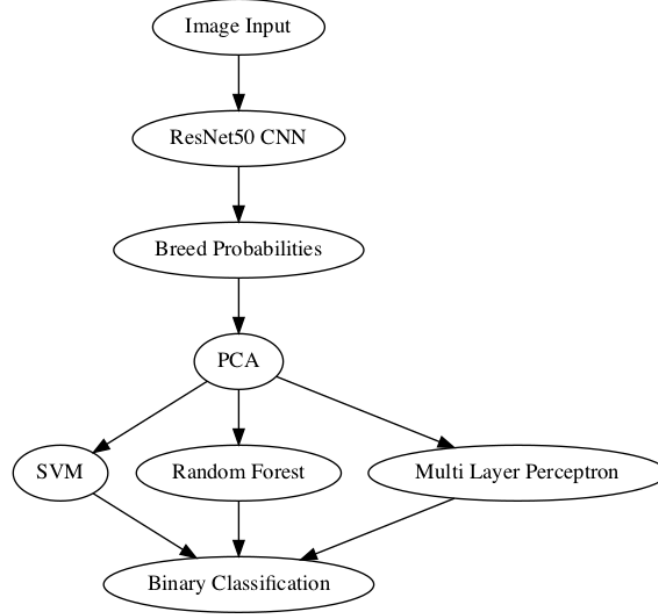 Image Input
ResNet50 CNN
Breed Probabilities
PCA
SVM
Random Forest
Multi Layer Perceptron
Binary Classification